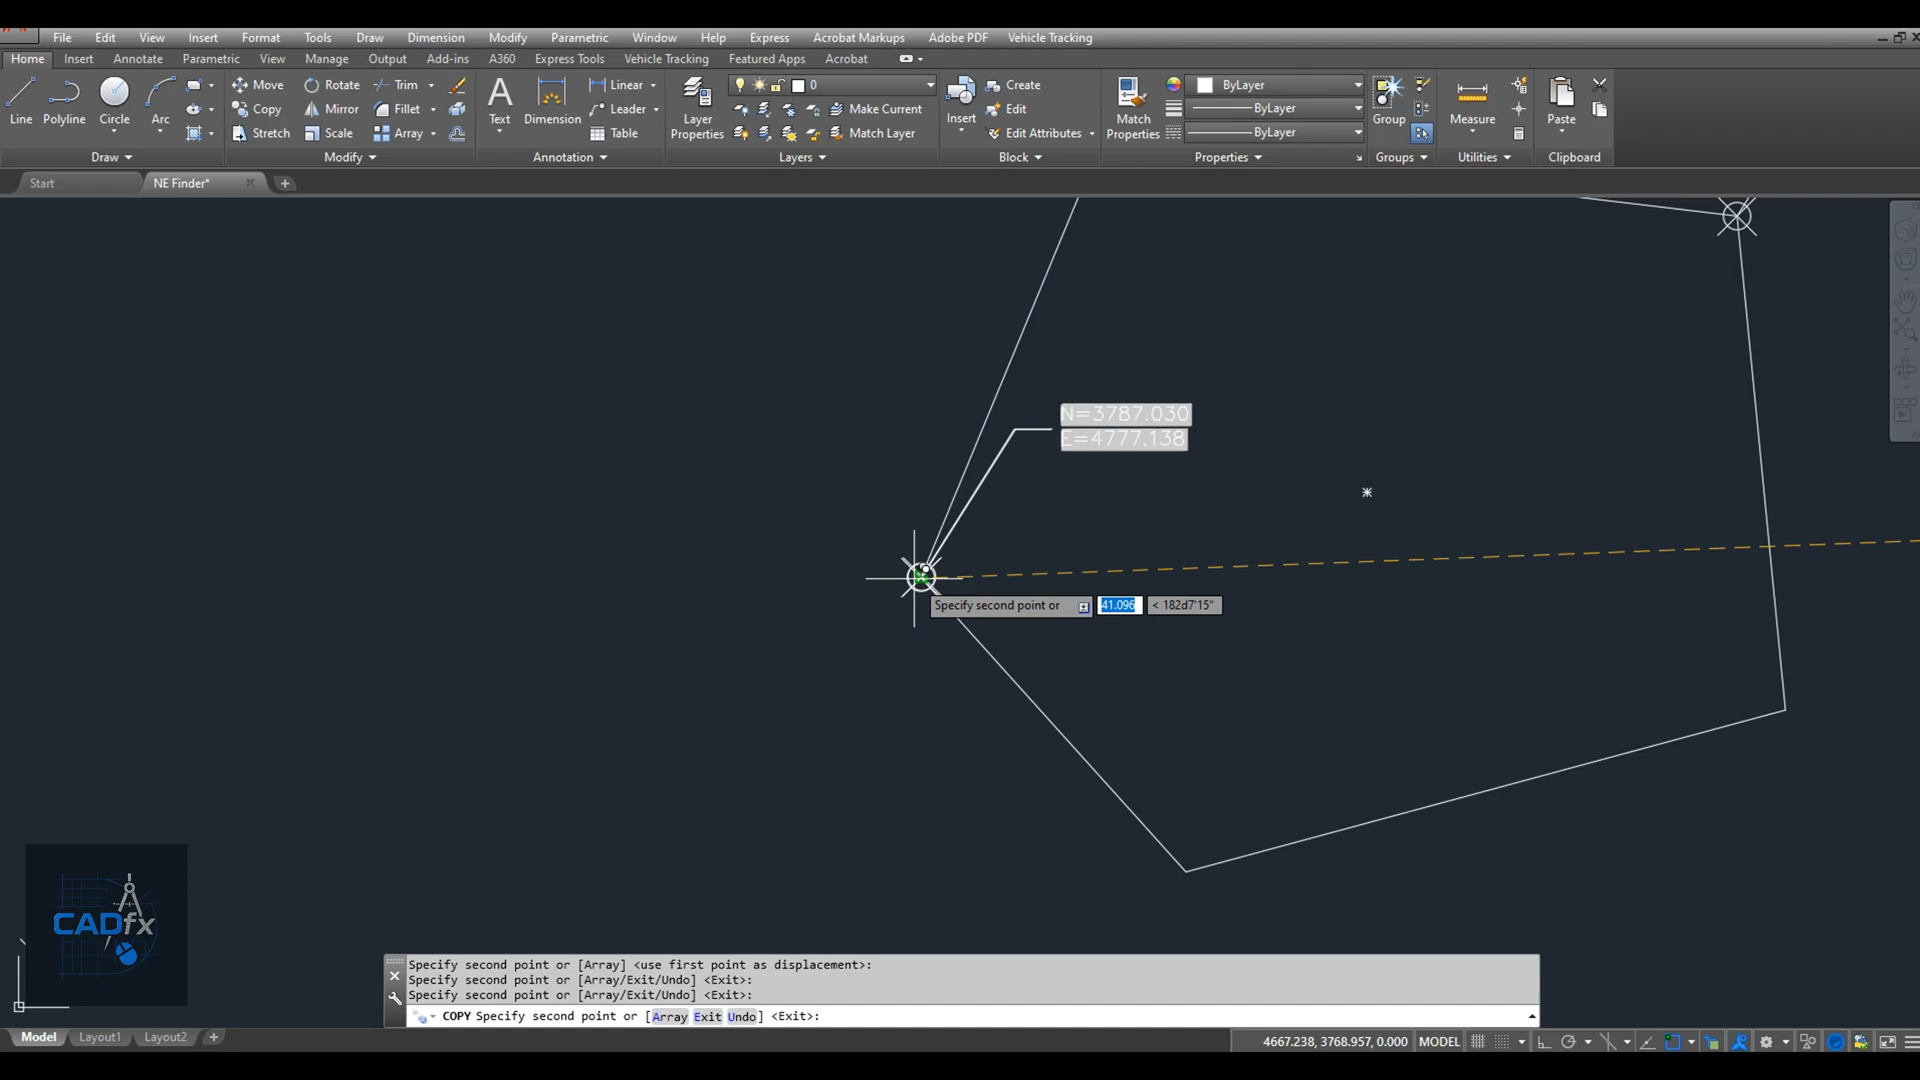 File Edit View Insert Format Tools Draw Dimension Modify Parametric Window Help Express Acrobat Markups Adobe PDF Vehicle Tracking
Home Insert Annotate Parametric View Manage Output Add-ins A360 Express Tools Vehicle Tracking Featured Apps Acrobat
Line Polyline Circle Arc
Draw
Move Rotate Trim
Copy Mirror Fillet
Stretch Scale Array
Modify
Text Dimension
Linear
Leader
Table
Annotation
Layer Properties
0
Make Current
Match Layer
Layers
Insert
Create
Edit
Edit Attributes
Block
Match Properties
ByLayer
ByLayer
ByLayer
Properties
Group
Groups
Measure
Utilities
Paste
Clipboard
Start NE Finder*
N=3787.030
E=4777.138
Specify second point or 41.096 < 182d7'15"
CADfx
Specify second point or [Array] <use first point as displacement>:
Specify second point or [Array/Exit/Undo] <Exit>:
Specify second point or [Array/Exit/Undo] <Exit>:
COPY Specify second point or [Array Exit Undo] <Exit>:
Model Layout1 Layout2
4667.238, 3768.957, 0.000 MODEL